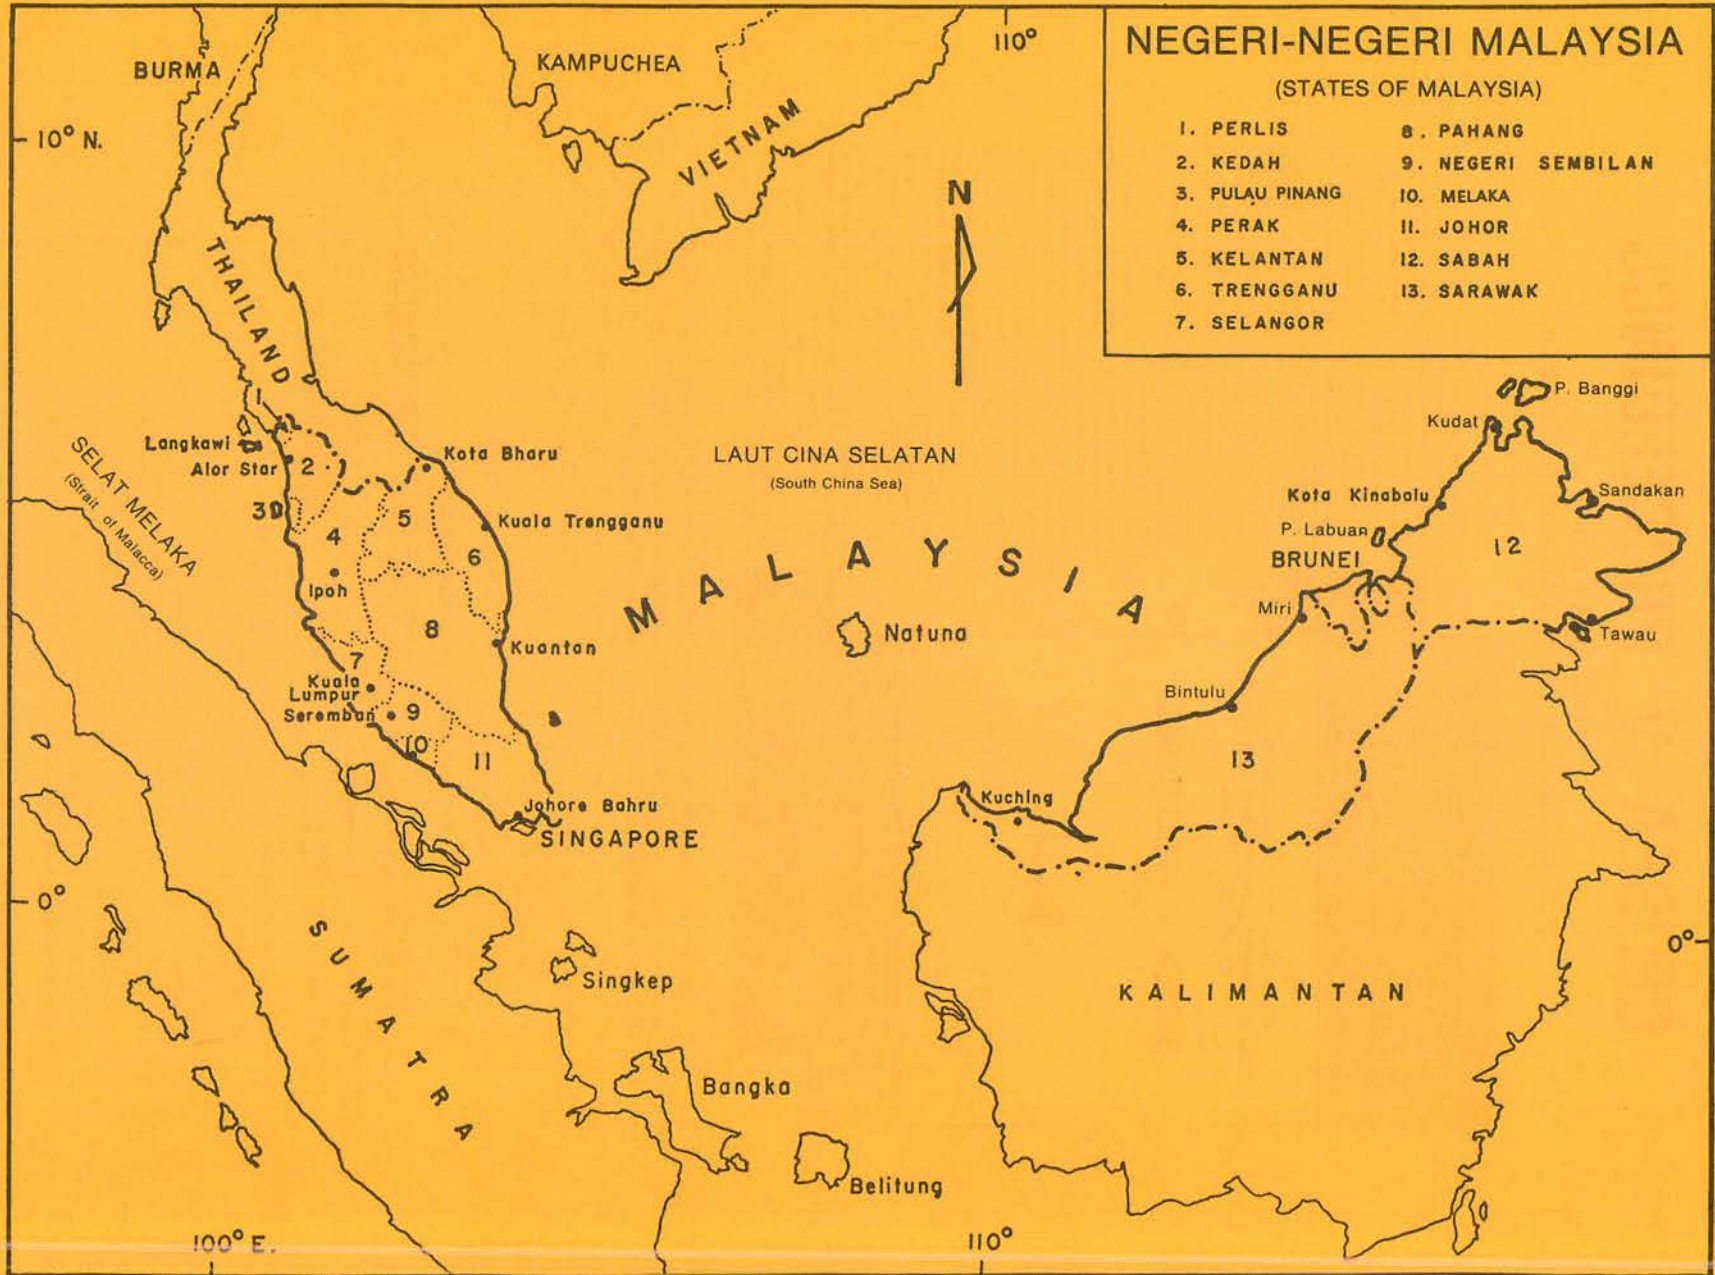 NEGERI-NEGERI MALAYSIA
(STATES OF MALAYSIA)
1. PERLIS
2. KEDAH
3. PULAU PINANG
4. PERAK
5. KELANTAN
6. TRENGGANU
7. SELANGOR
8. PAHANG
9. NEGERI SEMBILAN
10. MELAKA
11. JOHOR
12. SABAH
13. SARAWAK
110°
BURMA
KAMPUCHEA
VIETNAM
10° N.
N
THAILAND
P. Banggi
Kudat
1
Langkawi
Alor Star
2
Kota Bharu
SELAT MELAKA
(Strait of Malacca)
LAUT CINA SELATAN
(South China Sea)
Kota Kinabalu
Sandakan
3
4
5
Kuala Trengganu
P. Labuan
BRUNEI
12
6
Ipoh
MALAYSIA
8
Natuna
Miri
Tawau
Kuantan
7
Kuala
Lumpur
Seremban
9
Bintulu
10
11
13
Johore Bahru
SINGAPORE
Kuching
0°
0°
SUMATRA
Singkep
KALIMANTAN
Bangka
Belitung
100° E.
110°